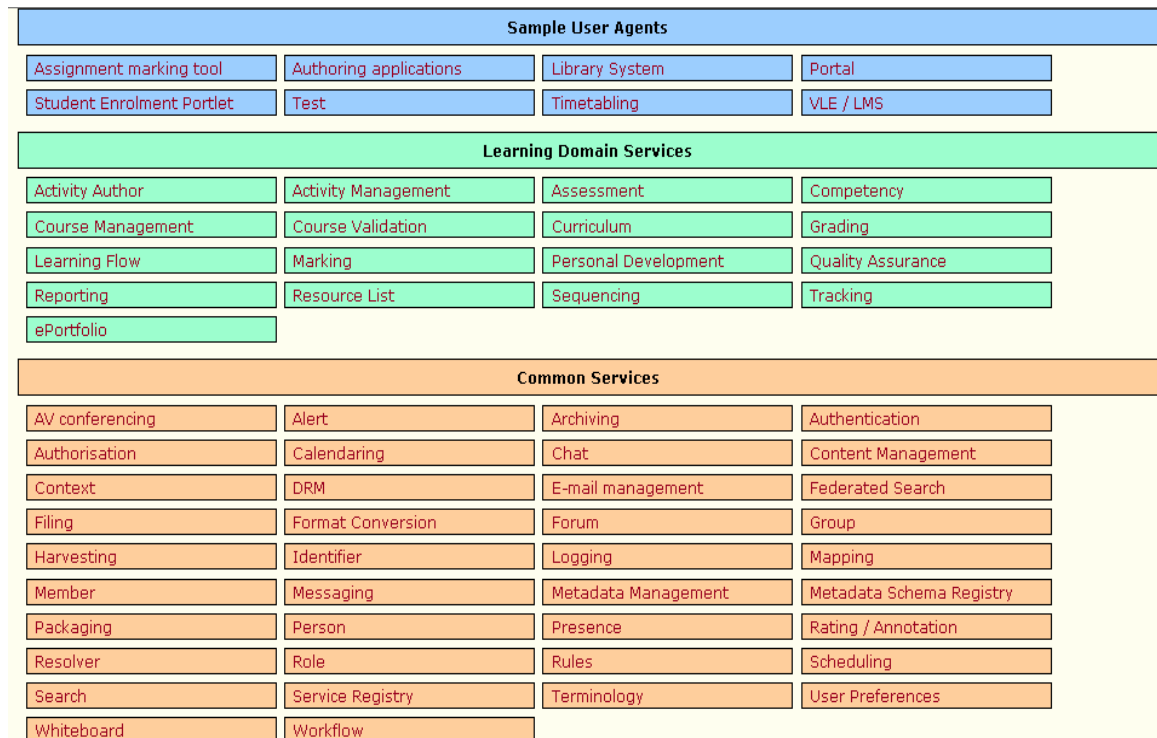 Sample User Agents
Assignment marking tool Authoring applications Library System Portal
Student Enrolment Portlet Test Timetabling VLE / LMS
Learning Domain Services
Activity Author Activity Management Assessment Competency
Course Management Course Validation Curriculum Grading
Learning Flow Marking Personal Development Quality Assurance
Reporting Resource List Sequencing Tracking
ePortfolio
Common Services
AV conferencing Alert Archiving Authentication
Authorisation Calendaring Chat Content Management
Context DRM E-mail management Federated Search
Filing Format Conversion Forum Group
Harvesting Identifier Logging Mapping
Member Messaging Metadata Management Metadata Schema Registry
Packaging Person Presence Rating / Annotation
Resolver Role Rules Scheduling
Search Service Registry Terminology User Preferences
Whiteboard Workflow